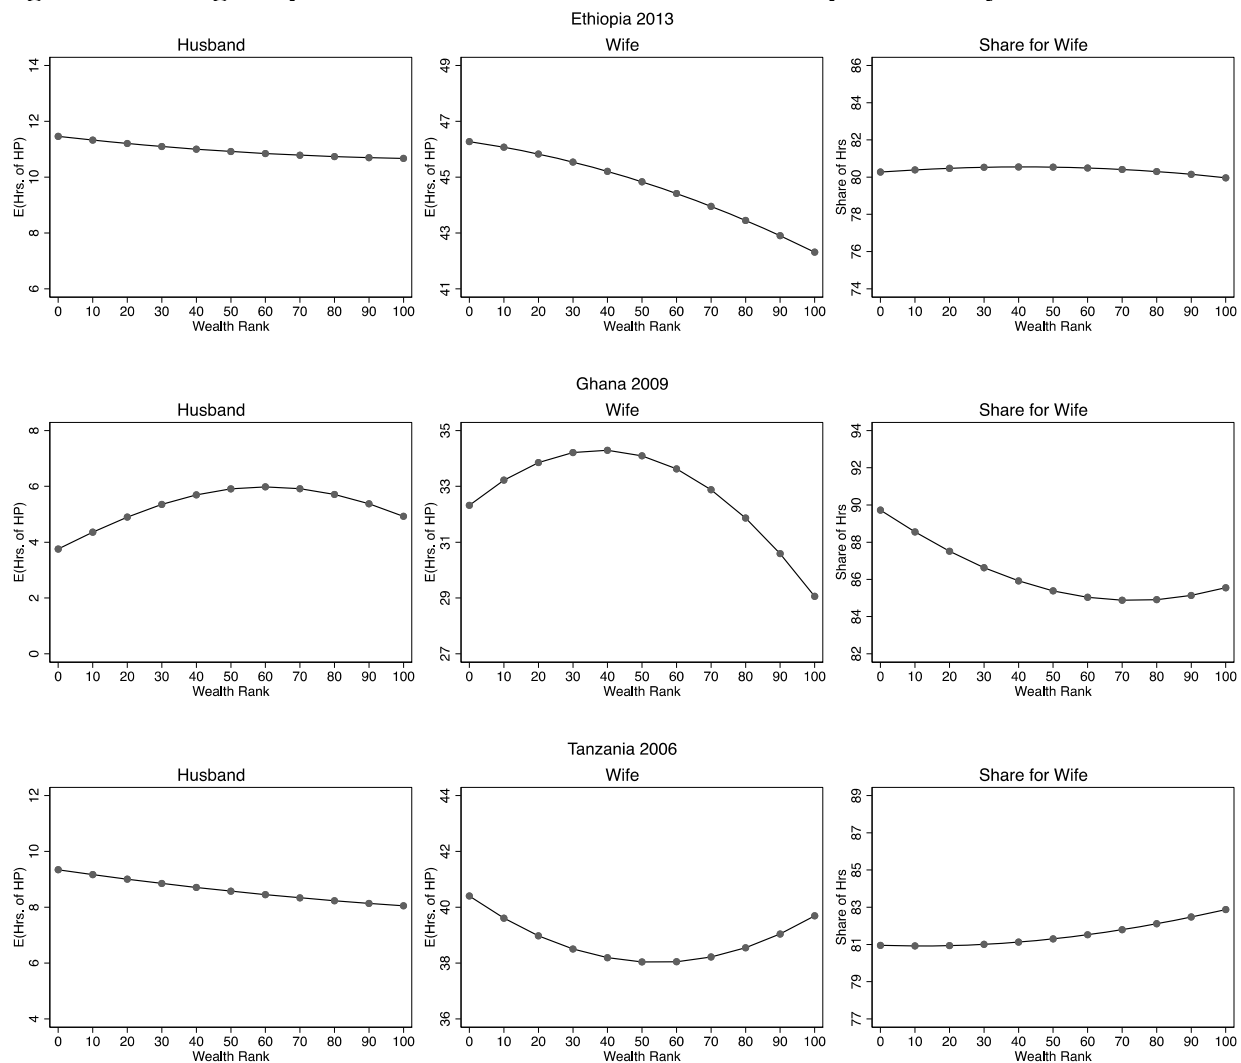 Ethiopia 2013
Husband
Wife
Share for Wife
E(Hrs. of HP)
6 8 10 12 14
0 10 20 30 40 50 60 70 80 90 100
Wealth Rank
E(Hrs. of HP)
41 43 45 47 49
0 10 20 30 40 50 60 70 80 90 100
Wealth Rank
Share of Hrs
74 76 78 80 82 84 86
0 10 20 30 40 50 60 70 80 90 100
Wealth Rank
Ghana 2009
Husband
Wife
Share for Wife
E(Hrs. of HP)
0 2 4 6 8
0 10 20 30 40 50 60 70 80 90 100
Wealth Rank
E(Hrs. of HP)
27 29 31 33 35
0 10 20 30 40 50 60 70 80 90 100
Wealth Rank
Share of Hrs
82 84 86 88 90 92 94
0 10 20 30 40 50 60 70 80 90 100
Wealth Rank
Tanzania 2006
Husband
Wife
Share for Wife
E(Hrs. of HP)
4 6 8 10 12
0 10 20 30 40 50 60 70 80 90 100
Wealth Rank
E(Hrs. of HP)
36 38 40 42 44
0 10 20 30 40 50 60 70 80 90 100
Wealth Rank
Share of Hrs
77 79 81 83 85 87 89
0 10 20 30 40 50 60 70 80 90 100
Wealth Rank